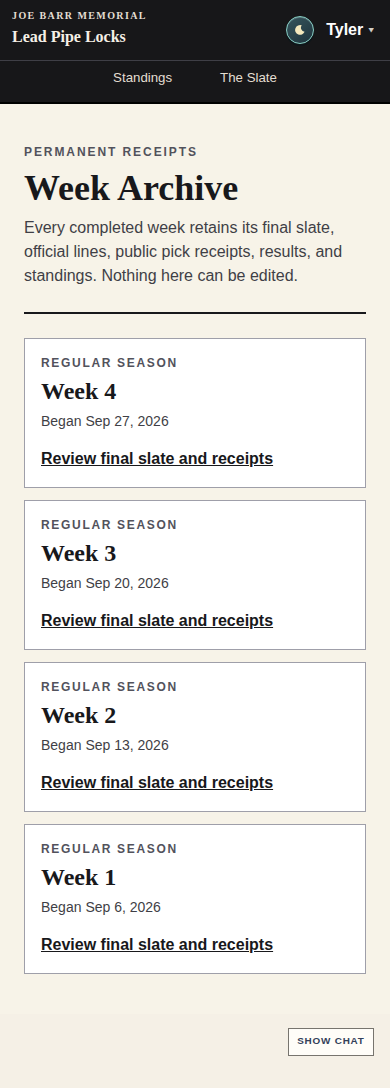 JOE BARR MEMORIAL
Lead Pipe Locks
Tyler
Standings
The Slate
PERMANENT RECEIPTS
Week Archive
Every completed week retains its final slate,
official lines, public pick receipts, results, and
standings. Nothing here can be edited.
REGULAR SEASON
Week 4
Began Sep 27, 2026
Review final slate and receipts
REGULAR SEASON
Week 3
Began Sep 20, 2026
Review final slate and receipts
REGULAR SEASON
Week 2
Began Sep 13, 2026
Review final slate and receipts
REGULAR SEASON
Week 1
Began Sep 6, 2026
Review final slate and receipts
SHOW CHAT